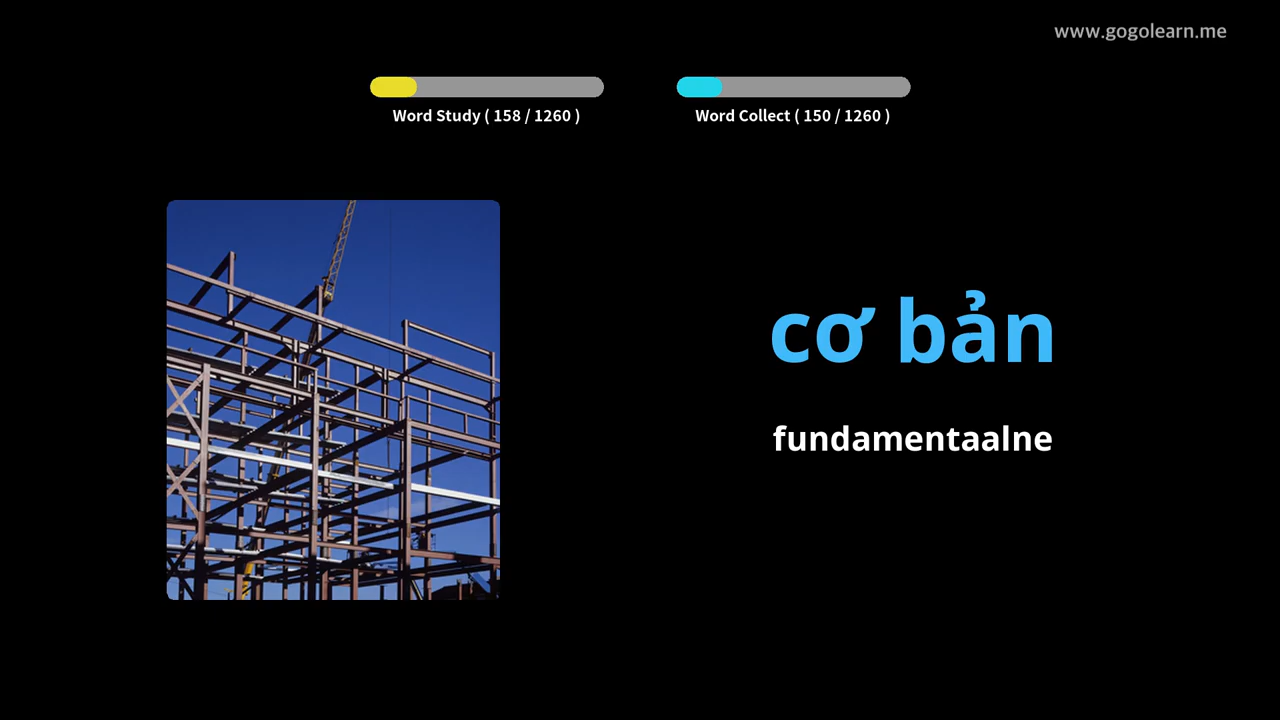 www.gogolearn.me
Word Study ( 158 / 1260 )
Word Collect ( 150 / 1260 )
cơ bản
fundamentaalne